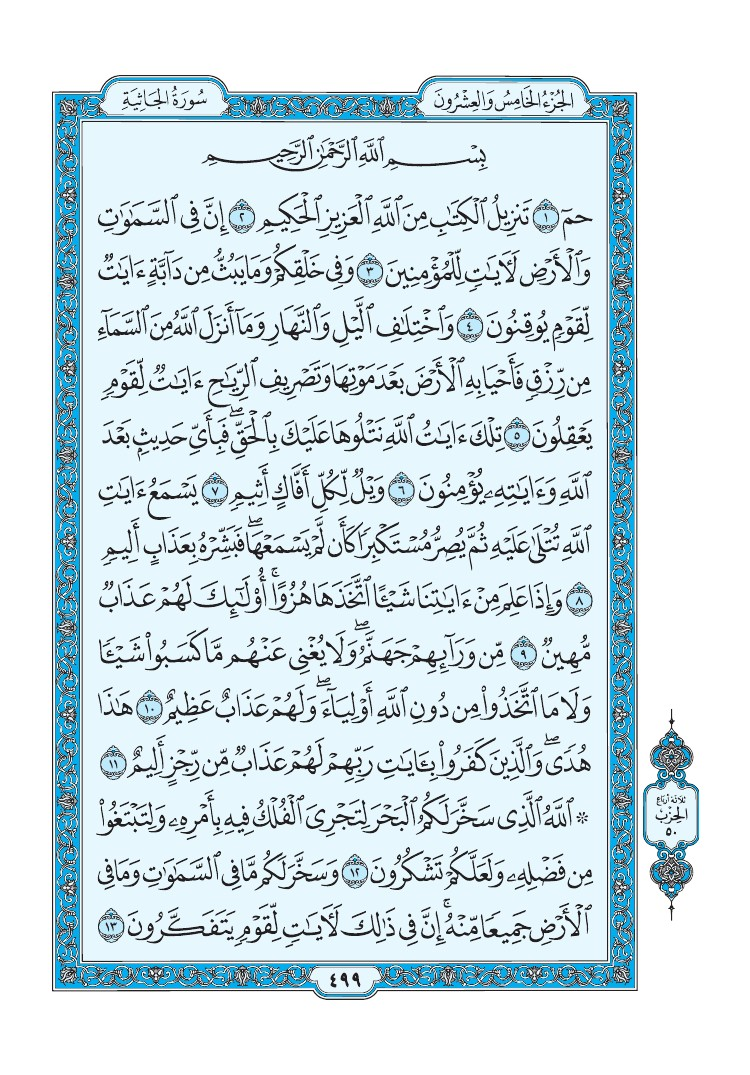 الجُزْءُ الخَامِسُ وَالعِشْرُونَ
سُورَةُ الجَاثِيَةِ
بِسْمِ ٱللَّهِ ٱلرَّحْمَٰنِ ٱلرَّحِيمِ
حمٓ ١ تَنزِيلُ ٱلْكِتَٰبِ مِنَ ٱللَّهِ ٱلْعَزِيزِ ٱلْحَكِيمِ ٢ إِنَّ فِى ٱلسَّمَٰوَٰتِ
وَٱلْأَرْضِ لَءَايَٰتٍ لِّلْمُؤْمِنِينَ ٣ وَفِى خَلْقِكُمْ وَمَا يَبُثُّ مِن دَآبَّةٍ ءَايَٰتٌ
لِّقَوْمٍ يُوقِنُونَ ٤ وَٱخْتِلَٰفِ ٱلَّيْلِ وَٱلنَّهَارِ وَمَآ أَنزَلَ ٱللَّهُ مِنَ ٱلسَّمَآءِ
مِن رِّزْقٍ فَأَحْيَا بِهِ ٱلْأَرْضَ بَعْدَ مَوْتِهَا وَتَصْرِيفِ ٱلرِّيَٰحِ ءَايَٰتٌ لِّقَوْمٍ
يَعْقِلُونَ ٥ تِلْكَ ءَايَٰتُ ٱللَّهِ نَتْلُوهَا عَلَيْكَ بِٱلْحَقِّ ۖ فَبِأَىِّ حَدِيثٍۭ بَعْدَ
ٱللَّهِ وَءَايَٰتِهِۦ يُؤْمِنُونَ ٦ وَيْلٌ لِّكُلِّ أَفَّاكٍ أَثِيمٍ ٧ يَسْمَعُ ءَايَٰتِ
ٱللَّهِ تُتْلَىٰ عَلَيْهِ ثُمَّ يُصِرُّ مُسْتَكْبِرًا كَأَن لَّمْ يَسْمَعْهَا ۖ فَبَشِّرْهُ بِعَذَابٍ أَلِيمٍ
٨ وَإِذَا عَلِمَ مِنْ ءَايَٰتِنَا شَيْـًٔا ٱتَّخَذَهَا هُزُوًا ۚ أُو۟لَٰٓئِكَ لَهُمْ عَذَابٌ
مُّهِينٌ ٩ مِّن وَرَآئِهِمْ جَهَنَّمُ ۖ وَلَا يُغْنِى عَنْهُم مَّا كَسَبُوا۟ شَيْـًٔا
وَلَا مَا ٱتَّخَذُوا۟ مِن دُونِ ٱللَّهِ أَوْلِيَآءَ ۖ وَلَهُمْ عَذَابٌ عَظِيمٌ ١٠ هَٰذَا
هُدًى ۖ وَٱلَّذِينَ كَفَرُوا۟ بِـَٔايَٰتِ رَبِّهِمْ لَهُمْ عَذَابٌ مِّن رِّجْزٍ أَلِيمٌ ١١
۞ ٱللَّهُ ٱلَّذِى سَخَّرَ لَكُمُ ٱلْبَحْرَ لِتَجْرِىَ ٱلْفُلْكُ فِيهِ بِأَمْرِهِۦ وَلِتَبْتَغُوا۟
مِن فَضْلِهِۦ وَلَعَلَّكُمْ تَشْكُرُونَ ١٢ وَسَخَّرَ لَكُم مَّا فِى ٱلسَّمَٰوَٰتِ وَمَا فِى
ٱلْأَرْضِ جَمِيعًا مِّنْهُ ۚ إِنَّ فِى ذَٰلِكَ لَءَايَٰتٍ لِّقَوْمٍ يَتَفَكَّرُونَ ١٣
ثلاثة أرباع
الحزب
٥٠
٤٩٩